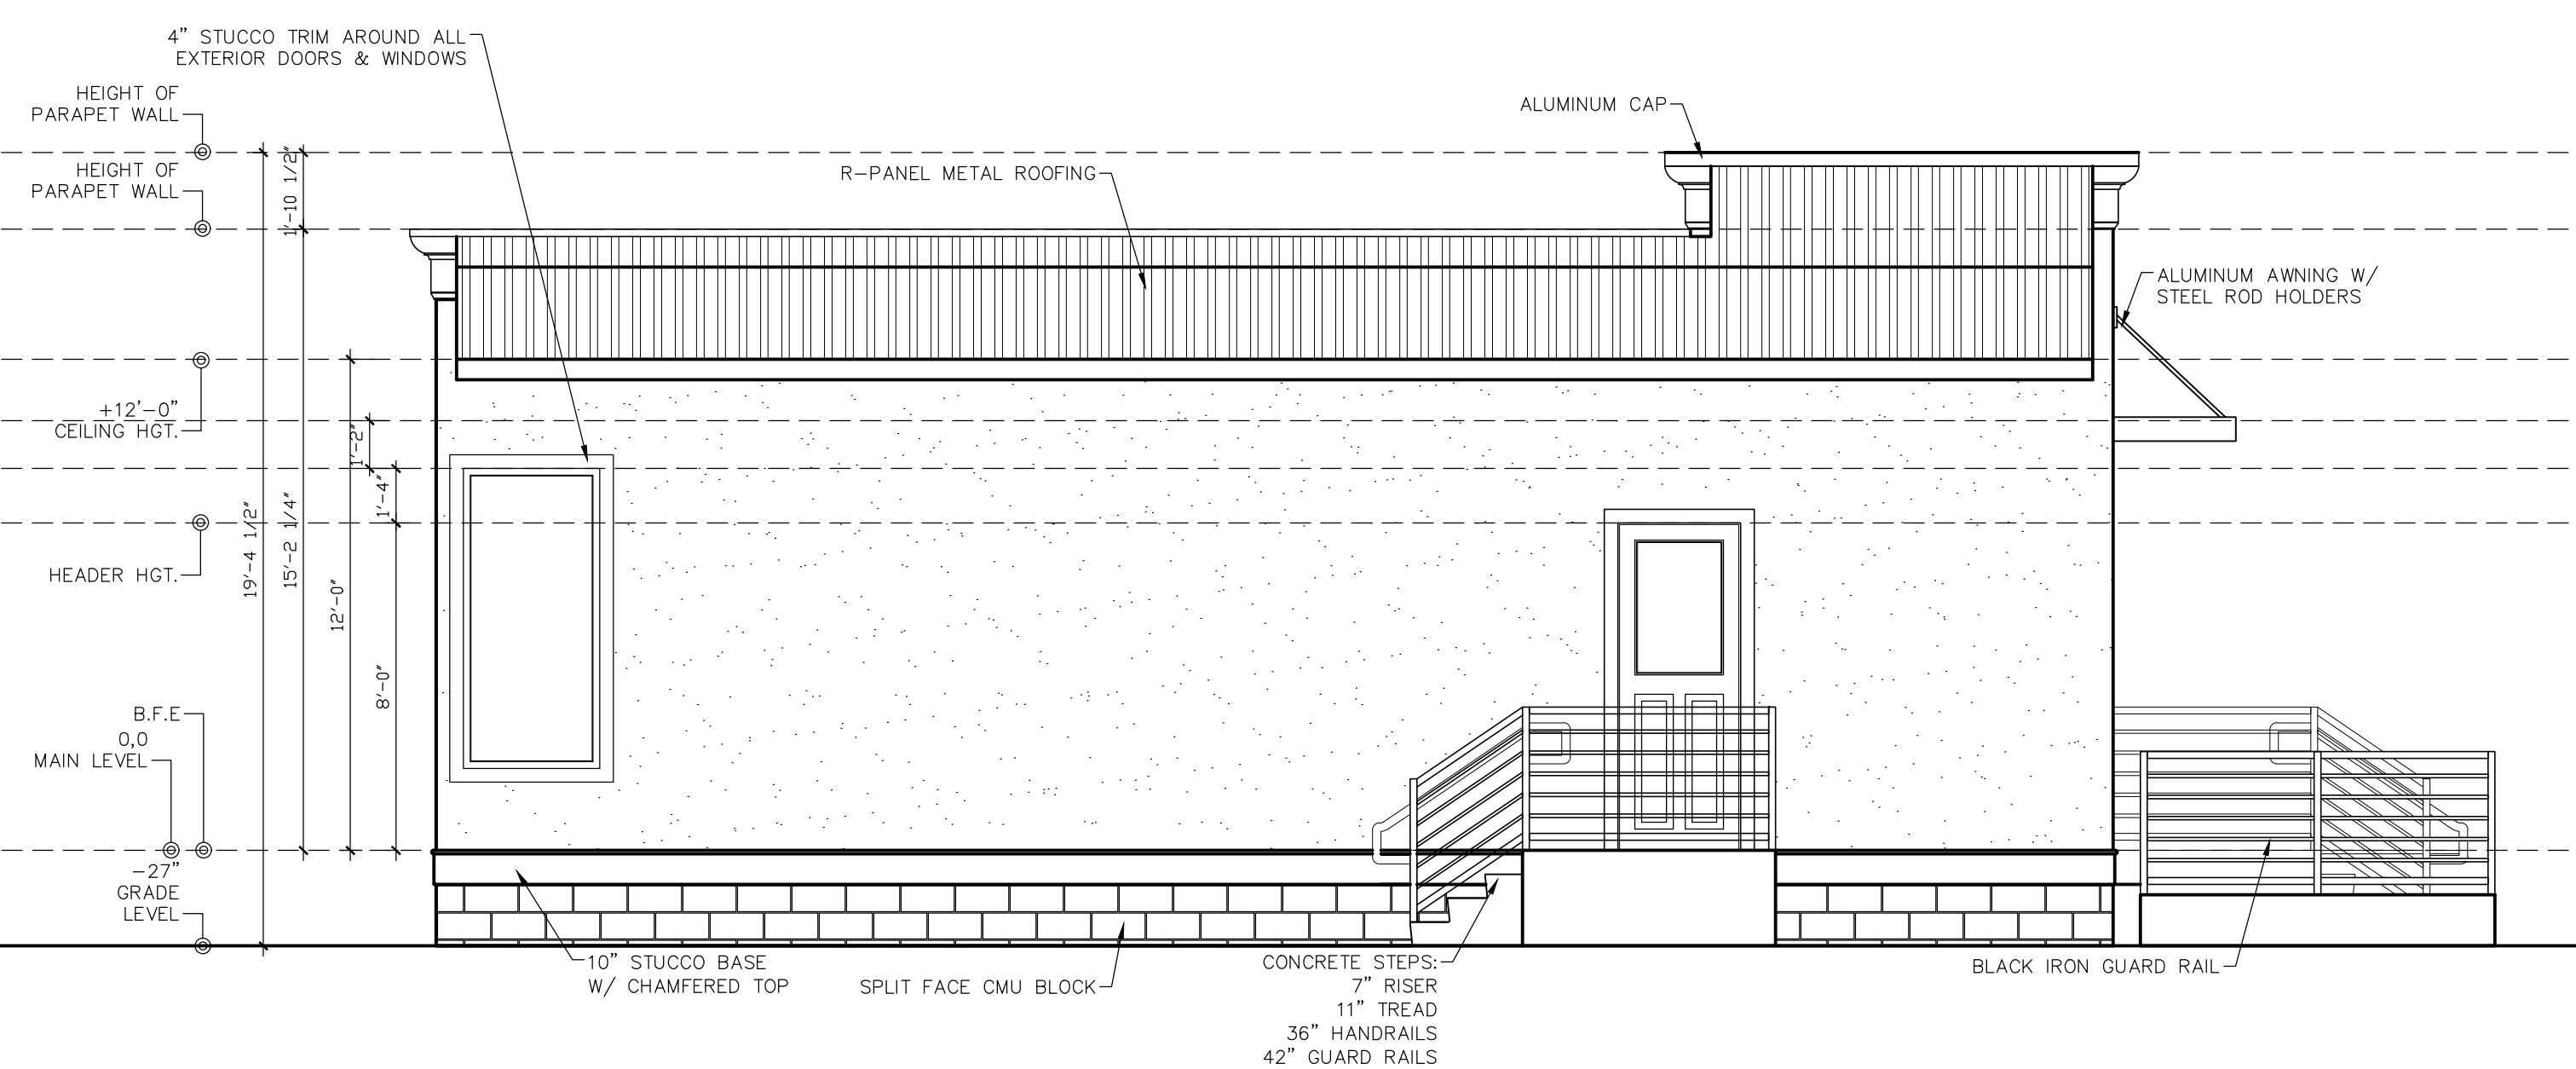 4” STUCCO TRIM AROUND ALL
EXTERIOR DOORS & WINDOWS
HEIGHT OF
PARAPET WALL
ALUMINUM CAP
HEIGHT OF
PARAPET WALL
1'-10 1/2"
R-PANEL METAL ROOFING
ALUMINUM AWNING W/
STEEL ROD HOLDERS
+12'-0”
CEILING HGT.
1'-2"
1'-4"
19'-4 1/2"
15'-2 1/4"
12'-0"
HEADER HGT.
8'-0"
B.F.E
0,0
MAIN LEVEL
-27”
GRADE
LEVEL
10” STUCCO BASE
W/ CHAMFERED TOP
SPLIT FACE CMU BLOCK
CONCRETE STEPS:
7” RISER
11” TREAD
36” HANDRAILS
42” GUARD RAILS
BLACK IRON GUARD RAIL